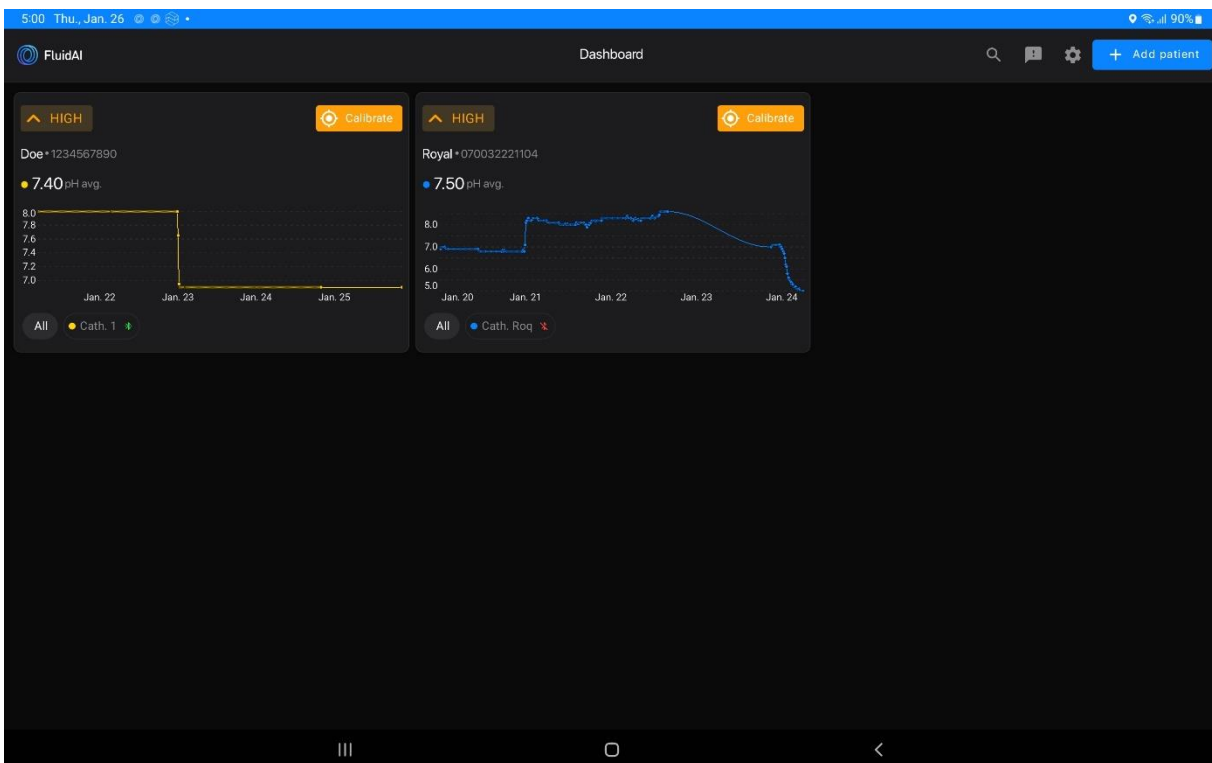 5:00 Thu., Jan. 26
90%
FluidAI
Dashboard
+ Add patient
HIGH
Calibrate
Doe • 1234567890
7.40 pH avg.
8.0
7.8
7.6
7.4
7.2
7.0
Jan. 22 Jan. 23 Jan. 24 Jan. 25
All Cath. 1
HIGH
Calibrate
Royal • 070032221104
7.50 pH avg.
8.0
7.0
6.0
5.0
Jan. 20 Jan. 21 Jan. 22 Jan. 23 Jan. 24
All Cath. Roq